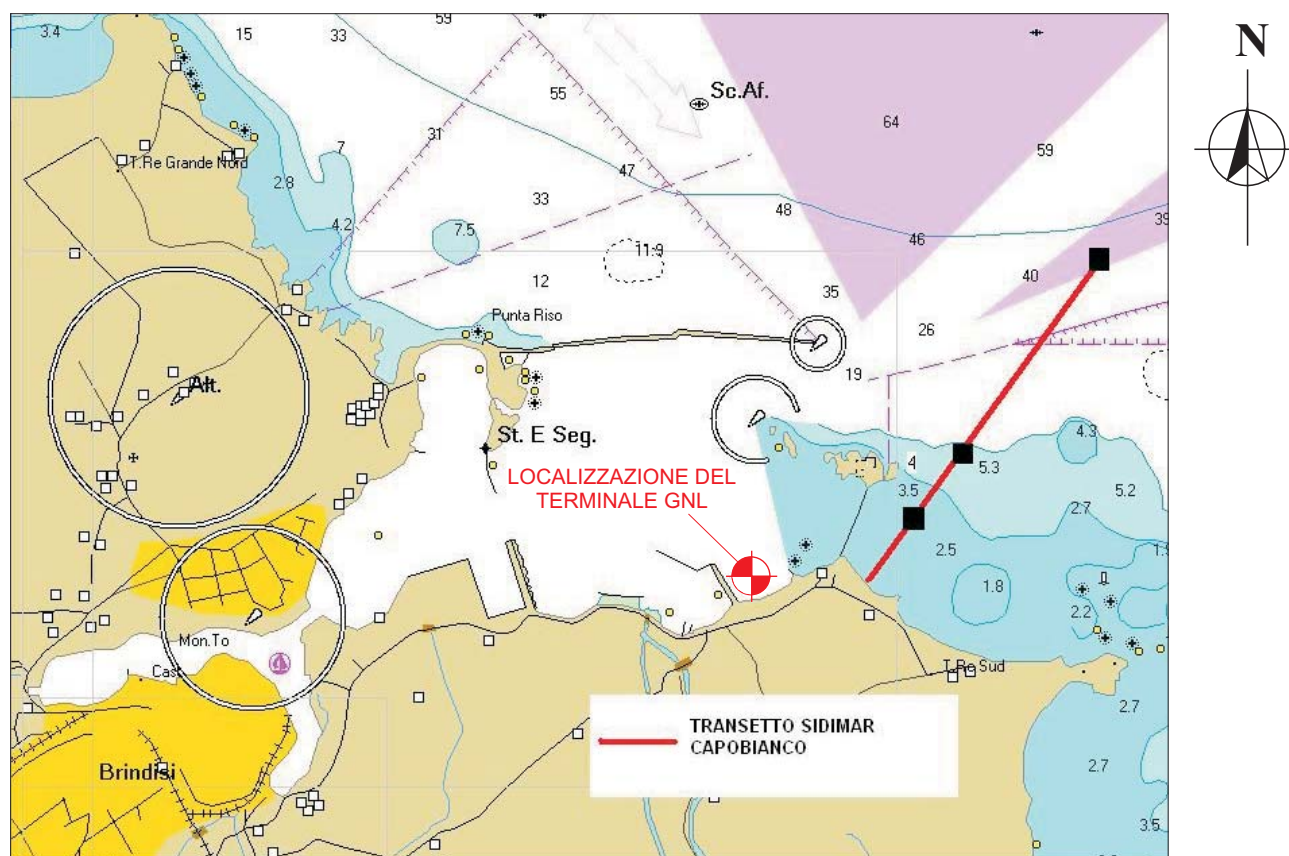 N
59
3.4
15
33
Sc.Af.
55
64
31
59
7
47
T.Re Grande Nord
2.8
33
48
39
4.2
7.5
46
11.9
40
12
35
Punta Riso
26
19
Alt.
4.3
St. E Seg.
4
5.3
LOCALIZZAZIONE DEL
TERMINALE GNL
3.5
5.2
2.7
2.5
1.8
2.2
Mon.To
Cast
T.Re Sud
2.7
TRANSETTO SIDIMAR
CAPOBIANCO
Brindisi
2.7
3.5